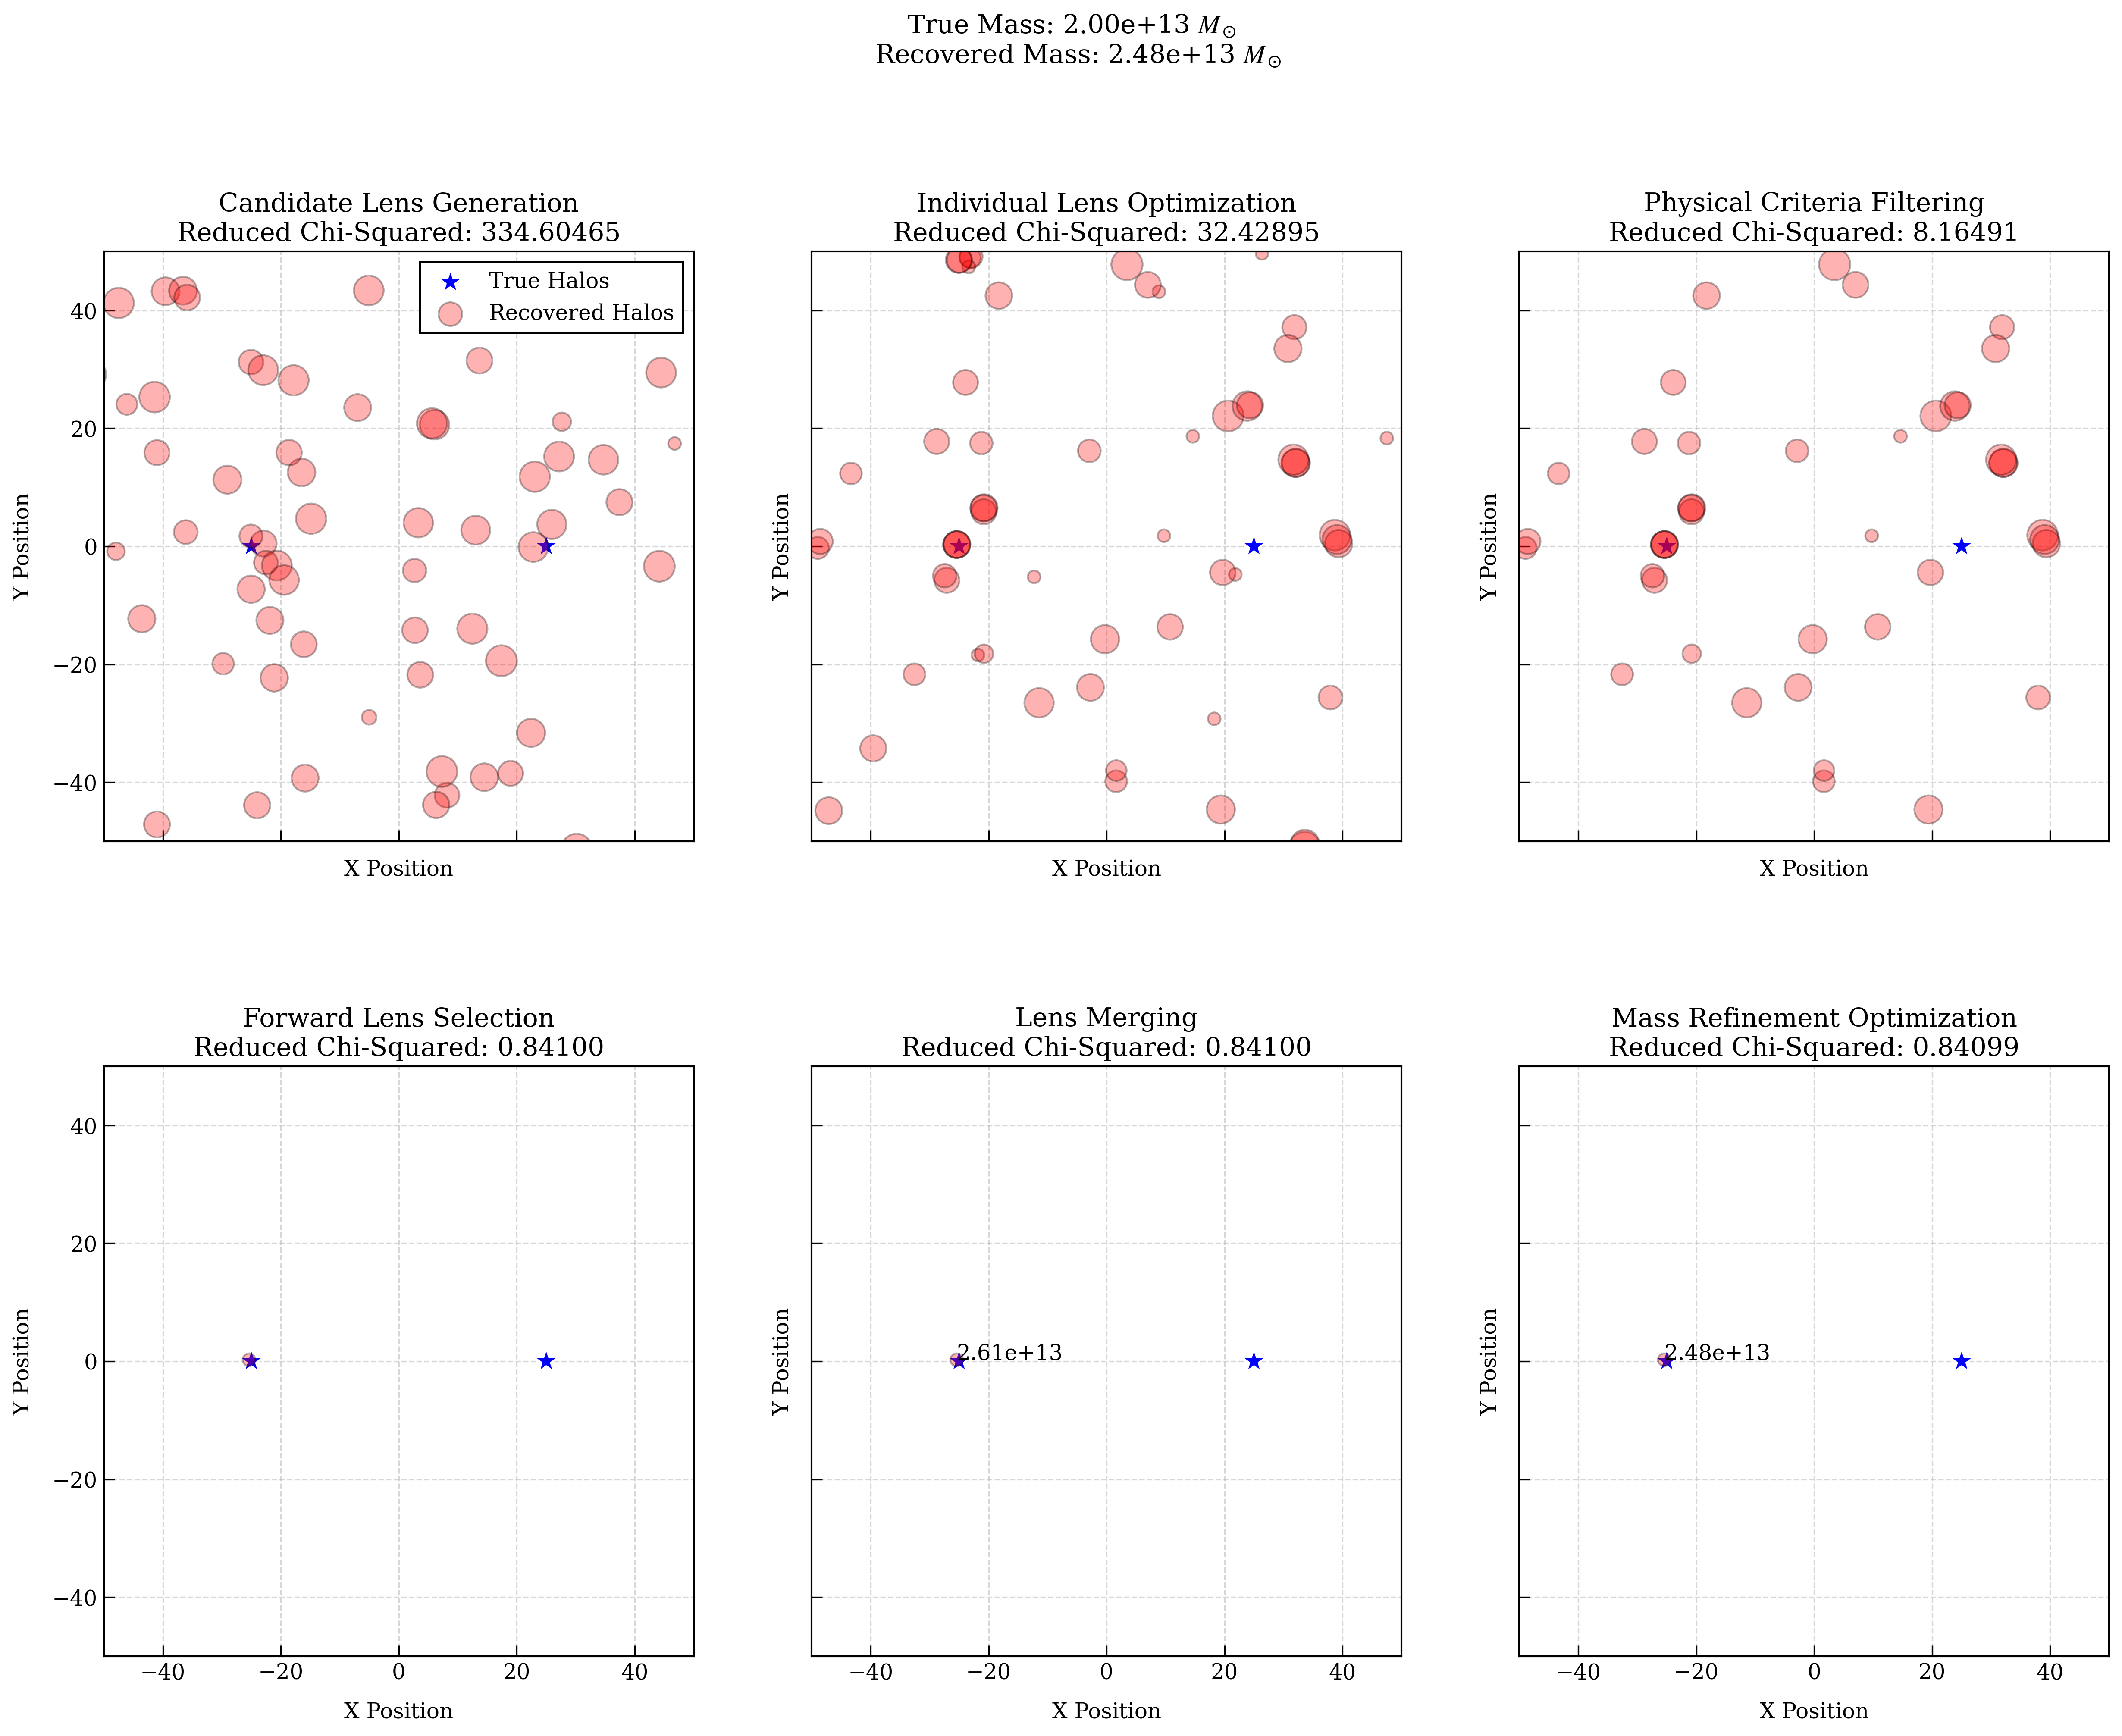 True Mass: 2.00e+13 M⊙
Recovered Mass: 2.48e+13 M⊙
Candidate Lens Generation
Reduced Chi-Squared: 334.60465
True Halos
Recovered Halos
40
20
0
−20
−40
Y Position
X Position
Individual Lens Optimization
Reduced Chi-Squared: 32.42895
Y Position
X Position
Physical Criteria Filtering
Reduced Chi-Squared: 8.16491
Y Position
X Position
Forward Lens Selection
Reduced Chi-Squared: 0.84100
40
20
0
−20
−40
Y Position
−40 −20 0 20 40
X Position
Lens Merging
Reduced Chi-Squared: 0.84100
2.61e+13
Y Position
−40 −20 0 20 40
X Position
Mass Refinement Optimization
Reduced Chi-Squared: 0.84099
2.48e+13
Y Position
−40 −20 0 20 40
X Position